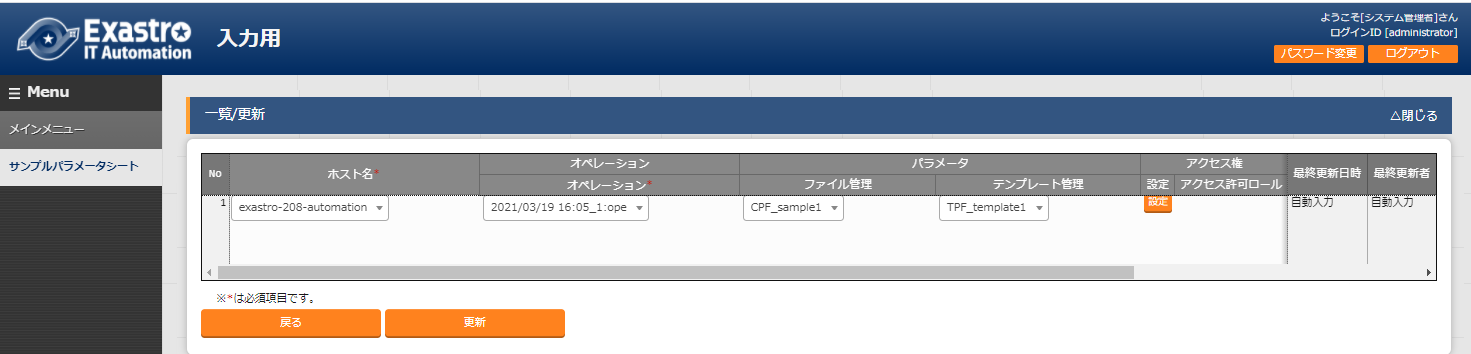 Exastro
IT Automation
入力用
ようこそ[システム管理者]さん
ログインID [administrator]
パスワード変更
ログアウト
☰ Menu
メインメニュー
サンプルパラメータシート
一覧/更新
△閉じる
No
ホスト名*
オペレーション
オペレーション*
パラメータ
ファイル管理
テンプレート管理
アクセス権
設定
アクセス許可ロール
最終更新日時
最終更新者
1
exastro-208-automation
2021/03/19 16:05_1:ope
CPF_sample1
TPF_template1
設定
自動入力
自動入力
※*は必須項目です。
戻る
更新